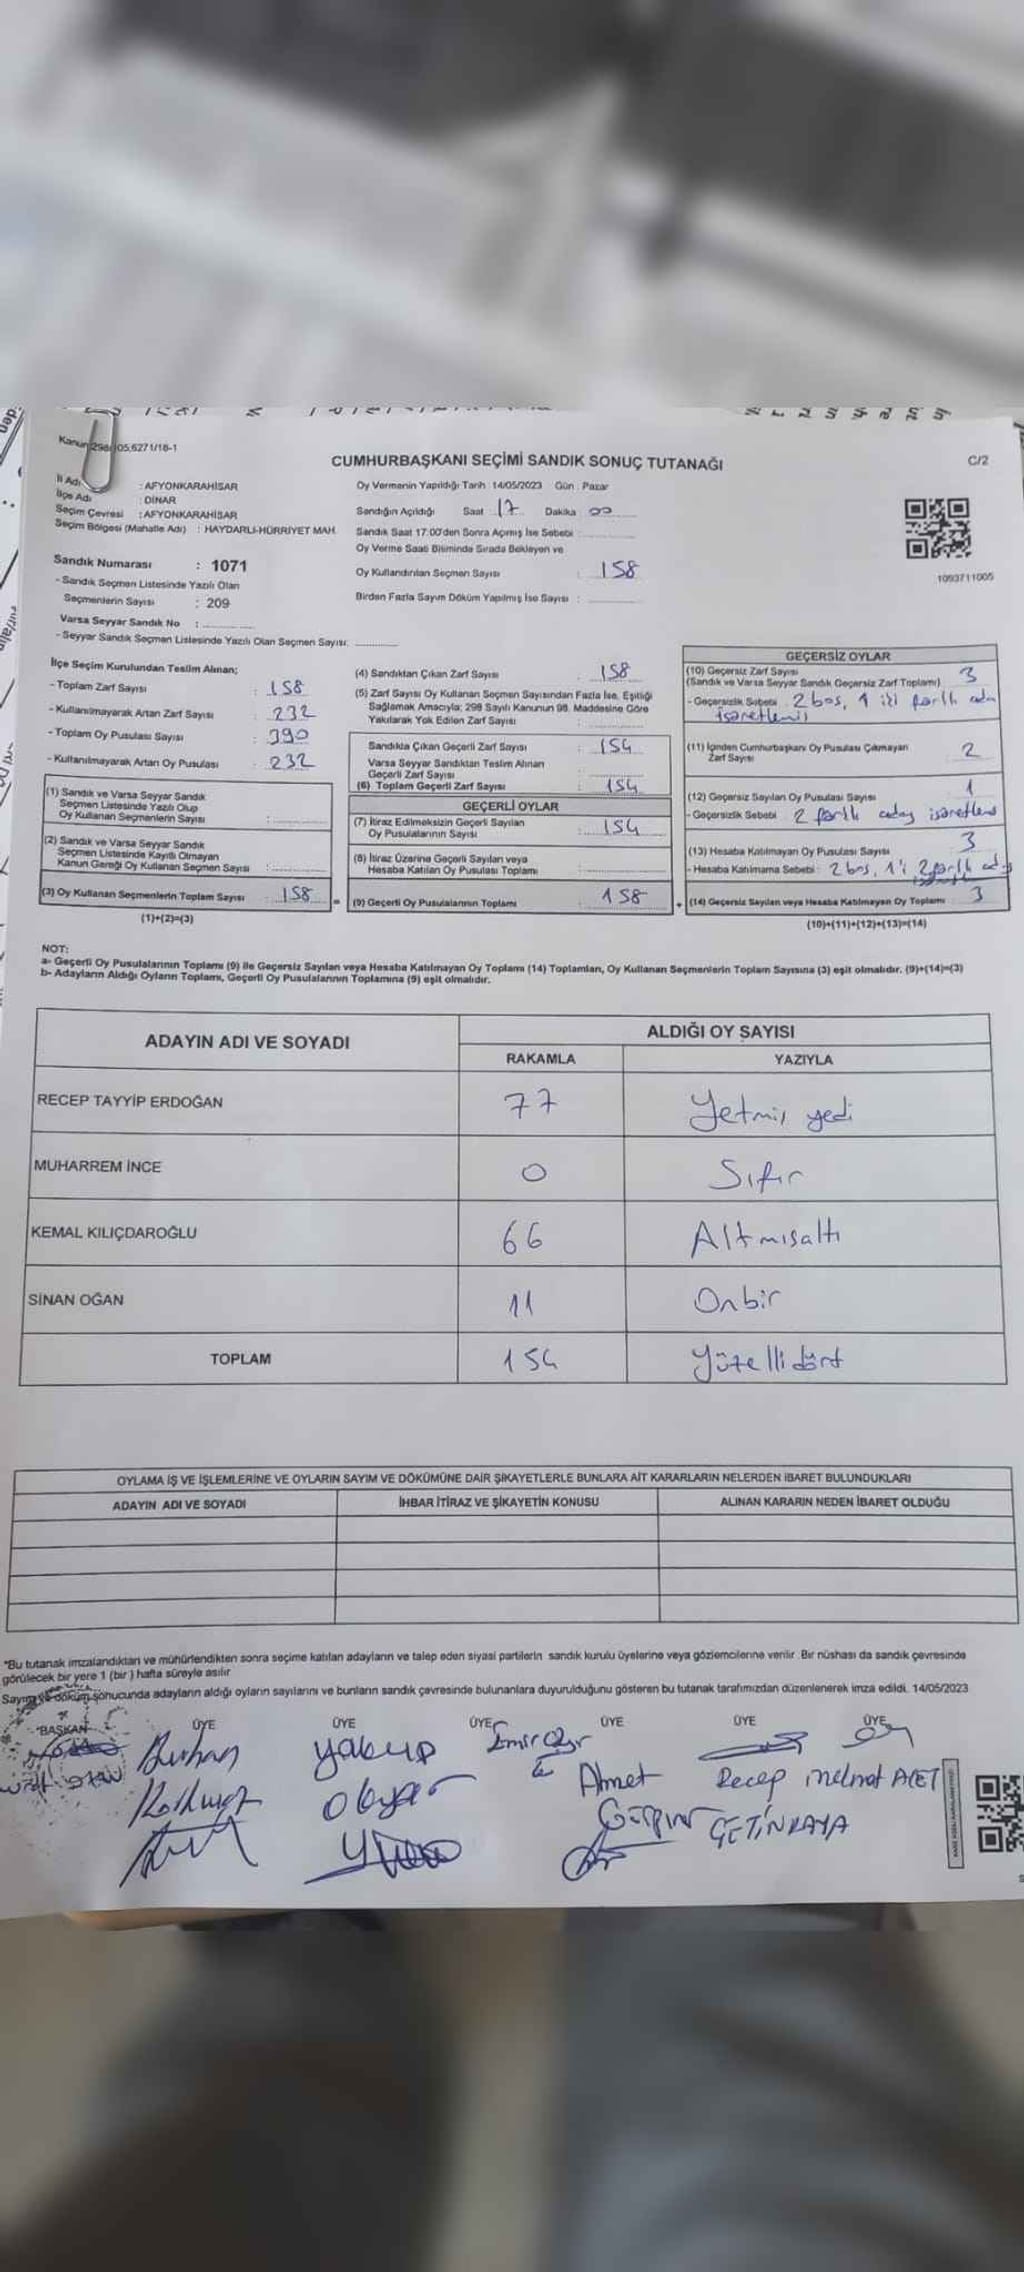 Kanun 298 05,6271/18-1
CUMHURBAŞKANI SEÇİMİ SANDIK SONUÇ TUTANAĞI
C/2
İl Adı : AFYONKARAHİSAR
İlçe Adı : DİNAR
Seçim Çevresi : AFYONKARAHİSAR
Seçim Bölgesi (Mahalle Adı) : HAYDARLI-HÜRRİYET MAH.
Oy Vermenin Yapıldığı Tarih : 14/05/2023 Gün : Pazar
Sandığın Açıldığı Saat 17 Dakika 00
Sandık Saat 17:00'den Sonra Açımış İse Sebebi :
Oy Verme Saati Bitiminde Sırada Bekleyen ve
Oy Kullandırılan Seçmen Sayısı : 158
Birden Fazla Sayım Döküm Yapılmış İse Sayısı :
1093711005
Sandık Numarası : 1071
- Sandık Seçmen Listesinde Yazılı Olan
Seçmenlerin Sayısı : 209
Varsa Seyyar Sandık No :
- Seyyar Sandık Seçmen Listesinde Yazılı Olan Seçmen Sayısı:
İlçe Seçim Kurulundan Teslim Alınan;
- Toplam Zarf Sayısı : 158
- Kullanılmayarak Artan Zarf Sayısı : 232
- Toplam Oy Pusulası Sayısı : 390
- Kullanılmayarak Artan Oy Pusulası : 232
(1) Sandık ve Varsa Seyyar Sandık
Seçmen Listesinde Yazılı Olup
Oy Kullanan Seçmenlerin Sayısı :
(2) Sandık ve Varsa Seyyar Sandık
Seçmen Listesinde Kayıtlı Olmayan
Kanun Gereği Oy Kullanan Seçmen Sayısı :
(3) Oy Kullanan Seçmenlerin Toplam Sayısı : 158
(1)+(2)=(3)
(4) Sandıktan Çıkan Zarf Sayısı : 158
(5) Zarf Sayısı Oy Kullanan Seçmen Sayısından Fazla İse, Eşitliği
Sağlamak Amacıyla; 298 Sayılı Kanunun 98. Maddesine Göre
Yakılarak Yok Edilen Zarf Sayısı :
Sandıkta Çıkan Geçerli Zarf Sayısı : 154
Varsa Seyyar Sandıktan Teslim Alınan
Geçerli Zarf Sayısı :
(6) Toplam Geçerli Zarf Sayısı : 154
GEÇERLİ OYLAR
(7) İtiraz Edilmeksizin Geçerli Sayılan
Oy Pusulalarının Sayısı : 154
(8) İtiraz Üzerine Geçerli Sayılan veya
Hesaba Katılan Oy Pusulası Toplamı :
(9) Geçerli Oy Pusulalarının Toplamı : 158
GEÇERSİZ OYLAR
(10) Geçersiz Zarf Sayısı 3
(Sandık ve Varsa Seyyar Sandık Geçersiz Zarf Toplamı)
- Geçersizlik Sebebi : 2 bos, 1 iki partlı ada
işaretlemiş
(11) İçinden Cumhurbaşkanı Oy Pusulası Çıkmayan
Zarf Sayısı 2
(12) Geçersiz Sayılan Oy Pusulası Sayısı 1
- Geçersizlik Sebebi 2 partlı aday işaretlend
(13) Hesaba Katılmayan Oy Pusulası Sayısı 3
- Hesaba Katılmama Sebebi : 2 bos, 1'i 2 partlı ad
(14) Geçersiz Sayılan veya Hesaba Katılmayan Oy Toplamı 3
(10)+(11)+(12)+(13)=(14)
NOT:
a- Geçerli Oy Pusulalarının Toplamı (9) ile Geçersiz Sayılan veya Hesaba Katılmayan Oy Toplamı (14) Toplamları, Oy Kullanan Seçmenlerin Toplam Sayısına (3) eşit olmalıdır. (9)+(14)=(3)
b- Adayların Aldığı Oyların Toplamı, Geçerli Oy Pusulalarının Toplamına (9) eşit olmalıdır.
ADAYIN ADI VE SOYADI
ALDIĞI OY SAYISI
RAKAMLA YAZIYLA
RECEP TAYYİP ERDOĞAN 77 Yetmiş yedi
MUHARREM İNCE 0 Sıfır
KEMAL KILIÇDAROĞLU 66 Altmışaltı
SİNAN OĞAN 11 Onbir
TOPLAM 154 Yüzellidört
OYLAMA İŞ VE İŞLEMLERİNE VE OYLARIN SAYIM VE DÖKÜMÜNE DAİR ŞİKAYETLERLE BUNLARA AİT KARARLARIN NELERDEN İBARET BULUNDUKLARI
ADAYIN ADI VE SOYADI İHBAR İTİRAZ VE ŞİKAYETİN KONUSU ALINAN KARARIN NEDEN İBARET OLDUĞU
*Bu tutanak imzalandıktan ve mühürlendikten sonra seçime katılan adayların ve talep eden siyasi partilerin sandık kurulu üyelerine veya gözlemcilerine verilir. Bir nüshası da sandık çevresinde
görülecek bir yere 1 (bir) hafta süreyle asılır
Sayım ve döküm sonucunda adayların aldığı oyların sayılarını ve bunların sandık çevresinde bulunanlara duyurulduğunu gösteren bu tutanak tarafımızdan düzenlenerek imza edildi. 14/05/2023
BAŞKAN ÜYE ÜYE ÜYE ÜYE ÜYE ÜYE
Burhan Yakup Ahmet Recep Mehmet
ÇETİNKAYA